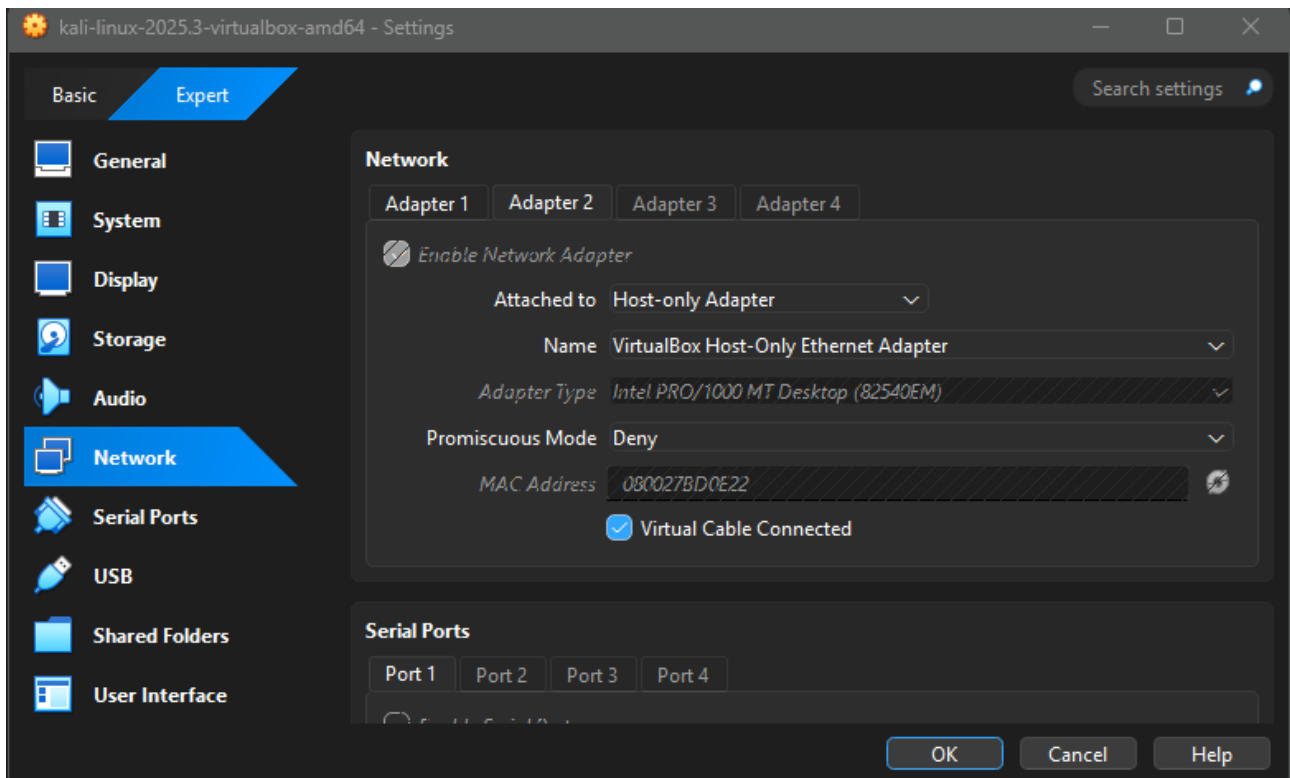 kali-linux-2025.3-virtualbox-amd64 - Settings
Basic
Expert
Search settings
General
System
Display
Storage
Audio
Network
Serial Ports
USB
Shared Folders
User Interface
Network
Adapter 1
Adapter 2
Adapter 3
Adapter 4
Enable Network Adapter
Attached to Host-only Adapter
Name VirtualBox Host-Only Ethernet Adapter
Adapter Type Intel PRO/1000 MT Desktop (82540EM)
Promiscuous Mode Deny
MAC Address 080027BD0E22
Virtual Cable Connected
Serial Ports
Port 1
Port 2
Port 3
Port 4
OK
Cancel
Help